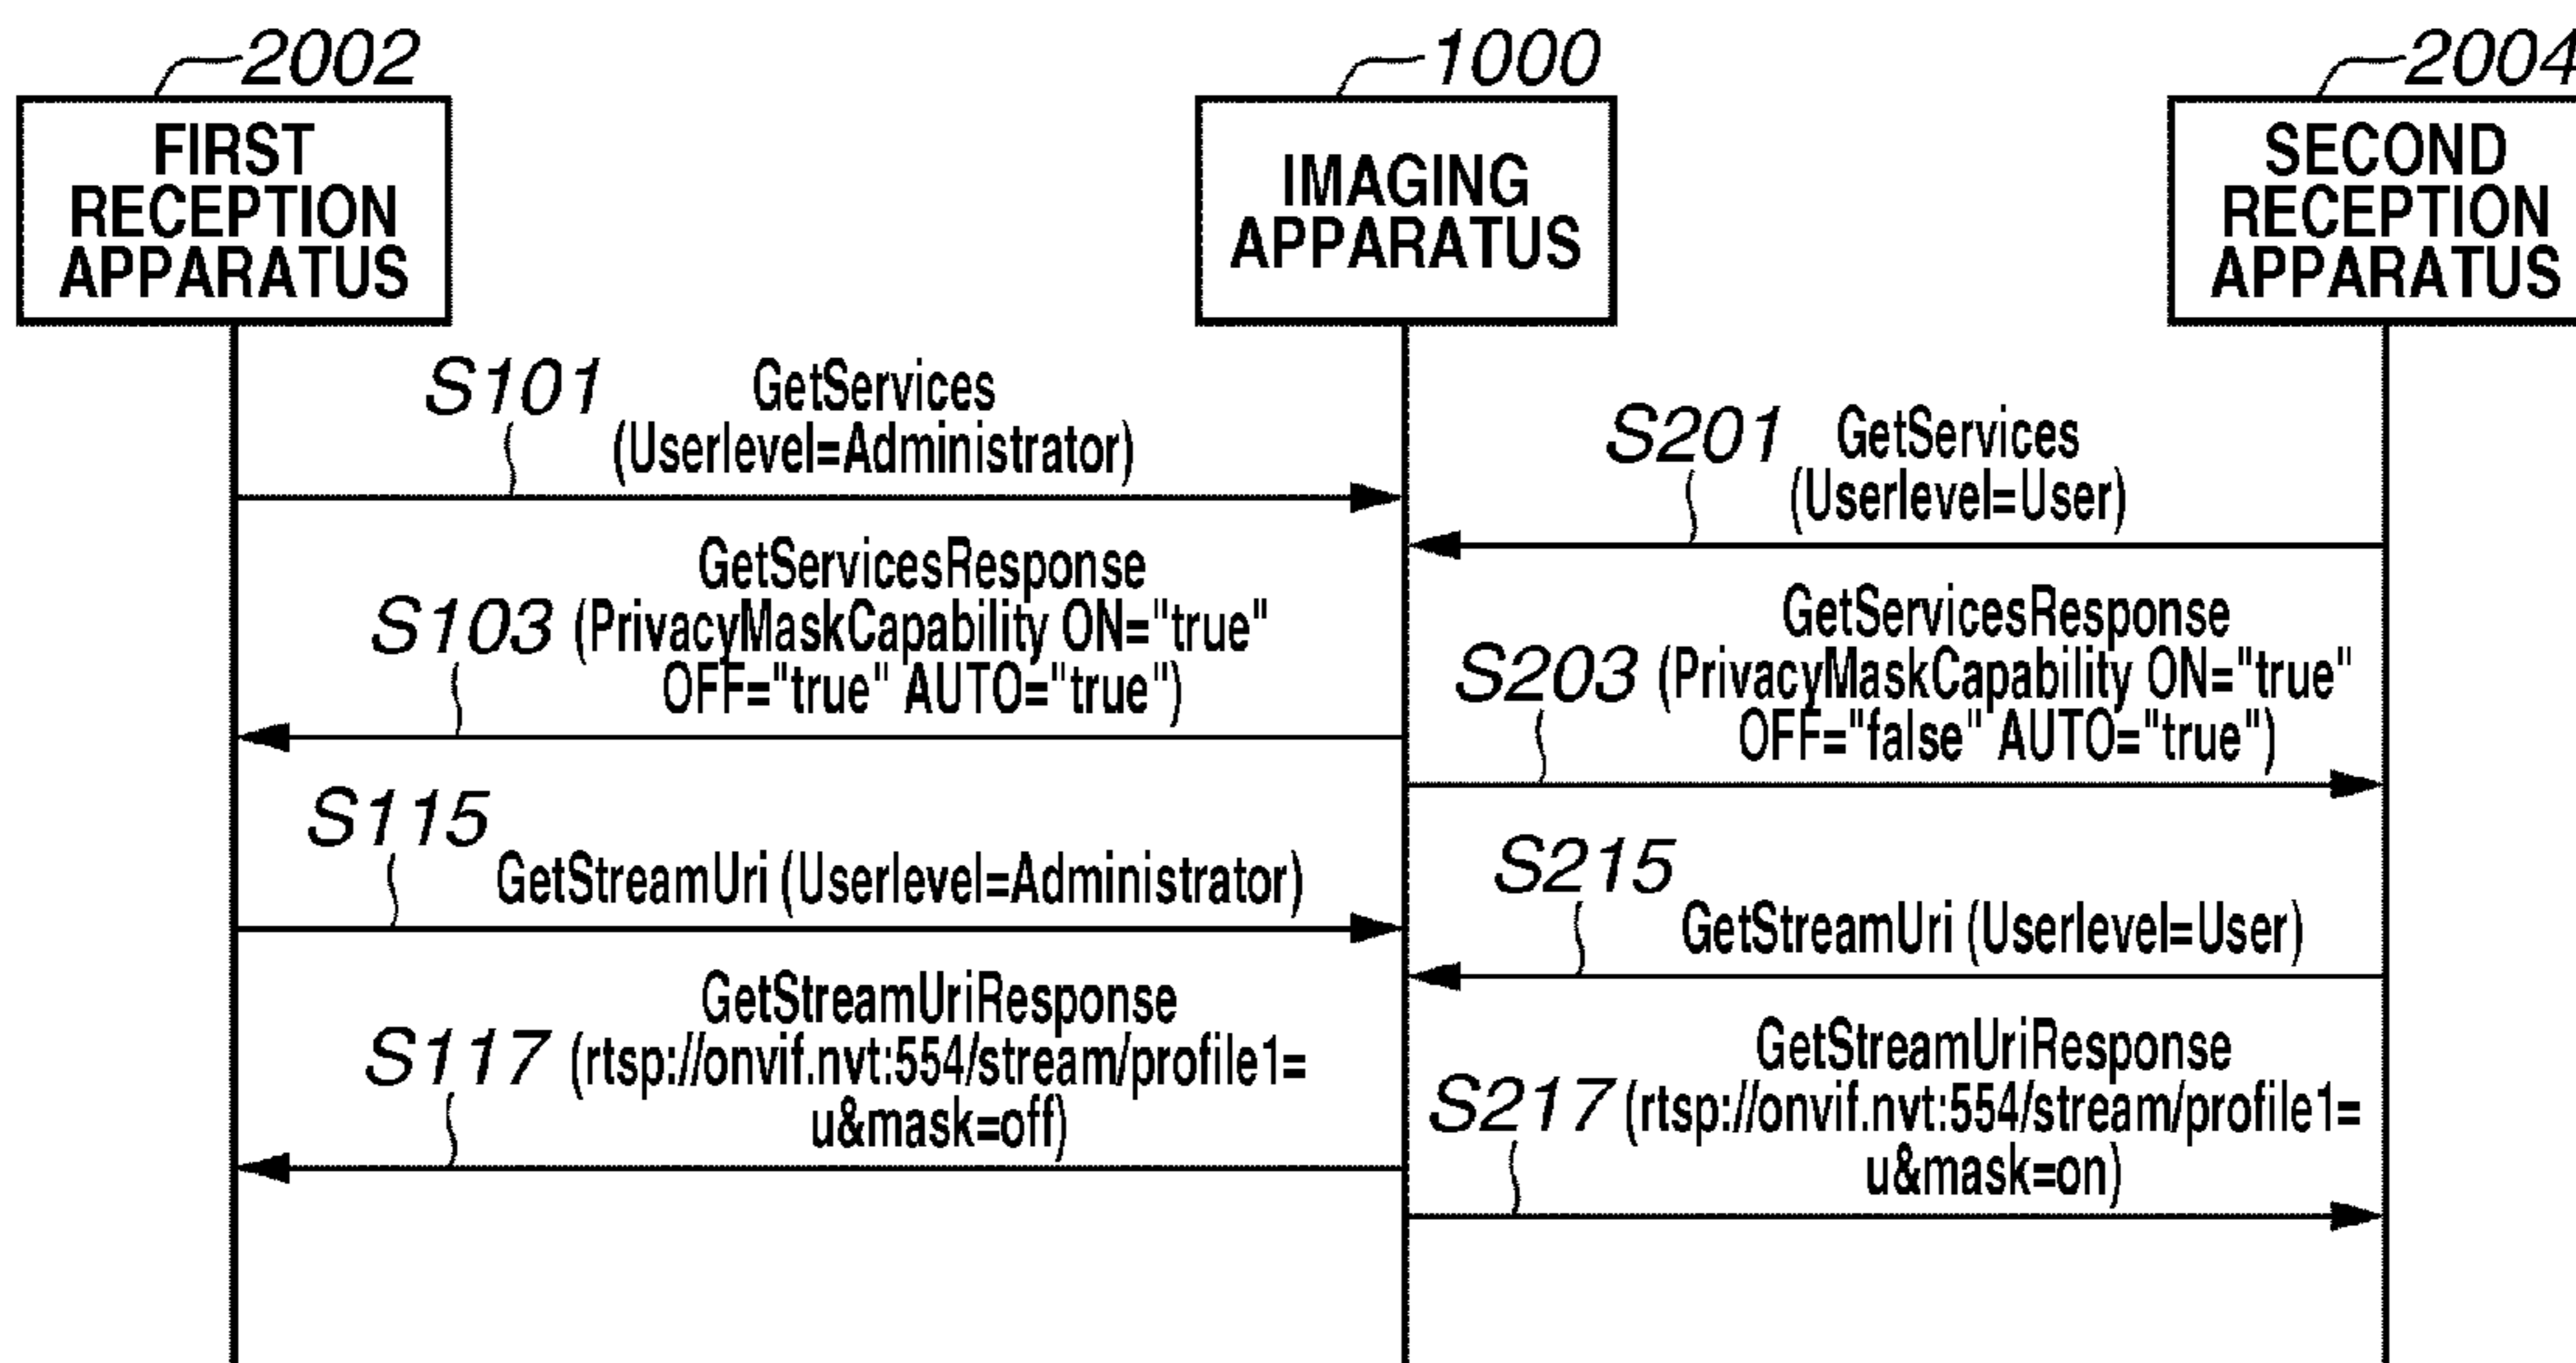 2002
1000
2004
FIRST
RECEPTION
APPARATUS
IMAGING
APPARATUS
SECOND
RECEPTION
APPARATUS
S101
GetServices
(Userlevel=Administrator)
S201
GetServices
(Userlevel=User)
S103
GetServicesResponse
(PrivacyMaskCapability ON="true"
OFF="true" AUTO="true")
S203
GetServicesResponse
(PrivacyMaskCapability ON="true"
OFF="false" AUTO="true")
S115
GetStreamUri (Userlevel=Administrator)
S215
GetStreamUri (Userlevel=User)
S117
GetStreamUriResponse
(rtsp://onvif.nvt:554/stream/profile1=
u&mask=off)
S217
GetStreamUriResponse
(rtsp://onvif.nvt:554/stream/profile1=
u&mask=on)